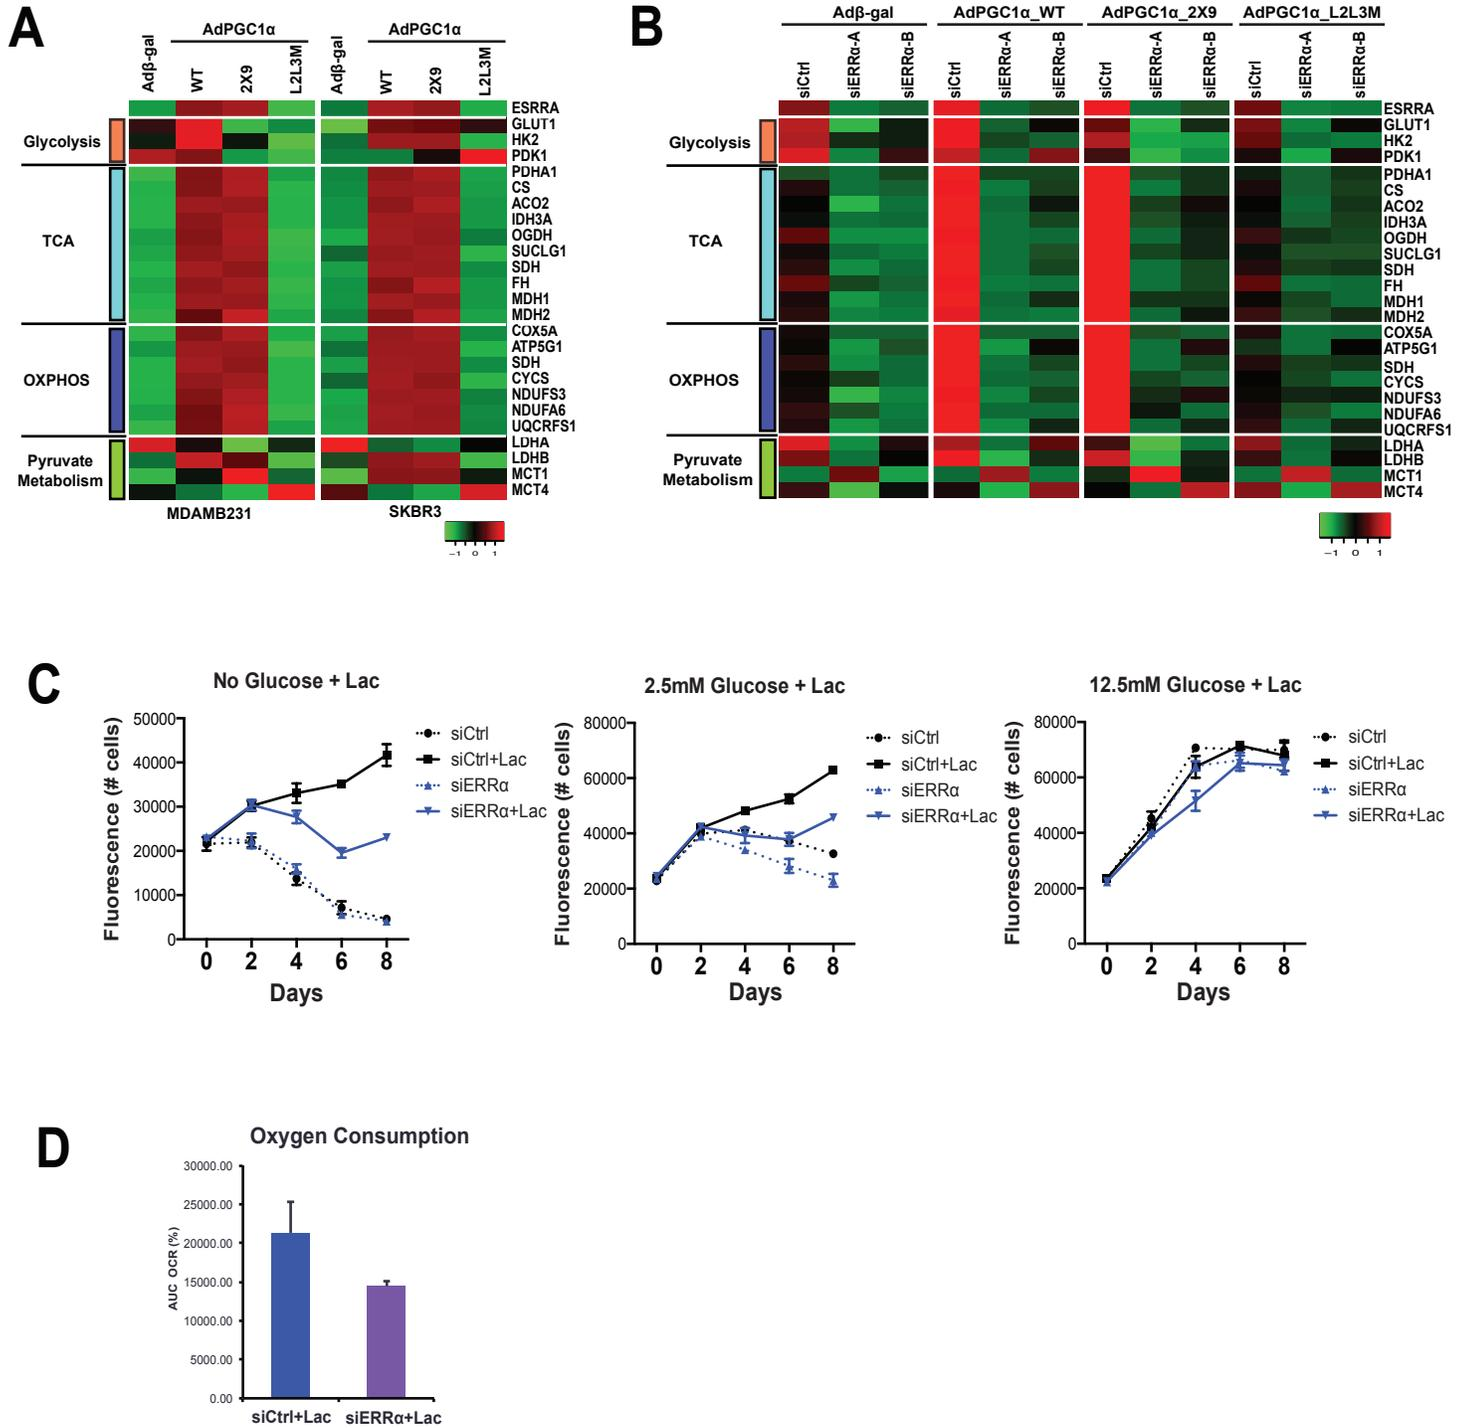 A
AdPGC1α
AdPGC1α
Adβ-gal
WT
2X9
L2L3M
Adβ-gal
WT
2X9
L2L3M
ESRRA
GLUT1
HK2
PDK1
PDHA1
CS
ACO2
IDH3A
OGDH
SUCLG1
SDH
FH
MDH1
MDH2
COX5A
ATP5G1
SDH
CYCS
NDUFS3
NDUFA6
UQCRFS1
LDHA
LDHB
MCT1
MCT4
Glycolysis
TCA
OXPHOS
Pyruvate
Metabolism
MDAMB231
SKBR3
−1 0 1
B
Adβ-gal
AdPGC1α_WT
AdPGC1α_2X9
AdPGC1α_L2L3M
siCtrl
siERRα-A
siERRα-B
siCtrl
siERRα-A
siERRα-B
siCtrl
siERRα-A
siERRα-B
siCtrl
siERRα-A
siERRα-B
ESRRA
GLUT1
HK2
PDK1
PDHA1
CS
ACO2
IDH3A
OGDH
SUCLG1
SDH
FH
MDH1
MDH2
COX5A
ATP5G1
SDH
CYCS
NDUFS3
NDUFA6
UQCRFS1
LDHA
LDHB
MCT1
MCT4
Glycolysis
TCA
OXPHOS
Pyruvate
Metabolism
−1 0 1
C
No Glucose + Lac
Fluorescence (# cells)
50000
40000
30000
20000
10000
0
0 2 4 6 8
Days
siCtrl
siCtrl+Lac
siERRα
siERRα+Lac
2.5mM Glucose + Lac
Fluorescence (# cells)
80000
60000
40000
20000
0
0 2 4 6 8
Days
siCtrl
siCtrl+Lac
siERRα
siERRα+Lac
12.5mM Glucose + Lac
Fluorescence (# cells)
80000
60000
40000
20000
0
0 2 4 6 8
Days
siCtrl
siCtrl+Lac
siERRα
siERRα+Lac
D
Oxygen Consumption
AUC OCR (%)
30000.00
25000.00
20000.00
15000.00
10000.00
5000.00
0.00
siCtrl+Lac siERRα+Lac